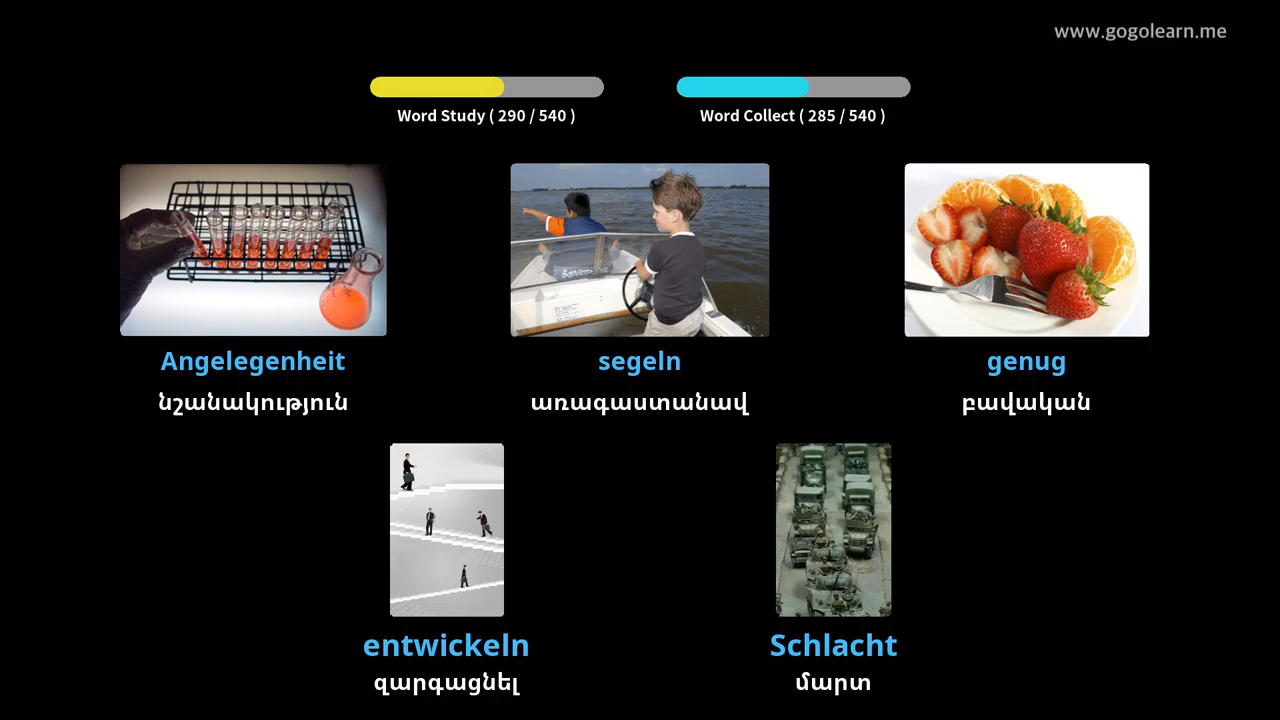 www.gogolearn.me
Word Study ( 290 / 540 )
Word Collect ( 285 / 540 )
Angelegenheit
նշանակություն
segeln
առագաստանավ
genug
բավական
entwickeln
զարգացնել
Schlacht
մարտ